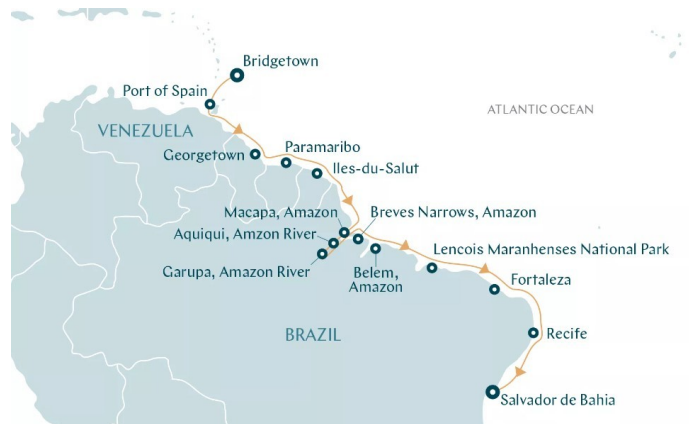 Bridgetown
Port of Spain
ATLANTIC OCEAN
VENEZUELA
Paramaribo
Georgetown
Iles-du-Salut
Macapa, Amazon
Breves Narrows, Amazon
Aquiqui, Amzon River
Lencois Maranhenses National Park
Garupa, Amazon River
Belem,
Amazon
Fortaleza
BRAZIL
Recife
Salvador de Bahia